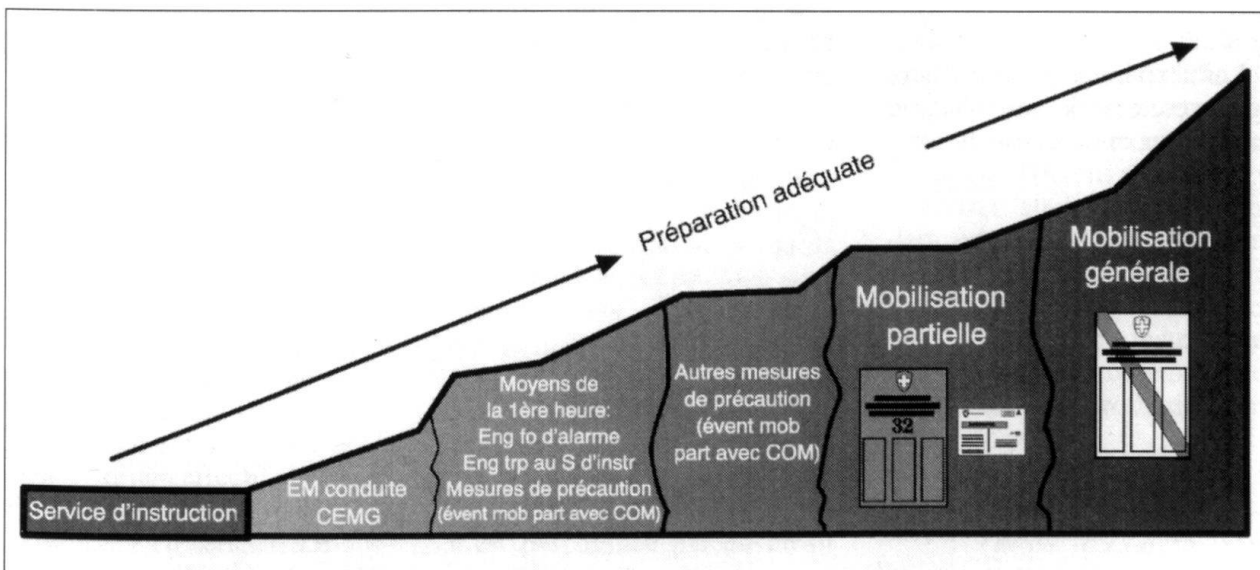 Préparation adéquate
Service d'instruction
EM conduite
CEMG
Moyens de
la 1ère heure:
Eng fo d'alarme
Eng trp au S d'instr
Mesures de précaution
(évent mob part avec COM)
Autres mesures
de précaution
(évent mob
part avec COM)
Mobilisation
partielle
32
Mobilisation
générale